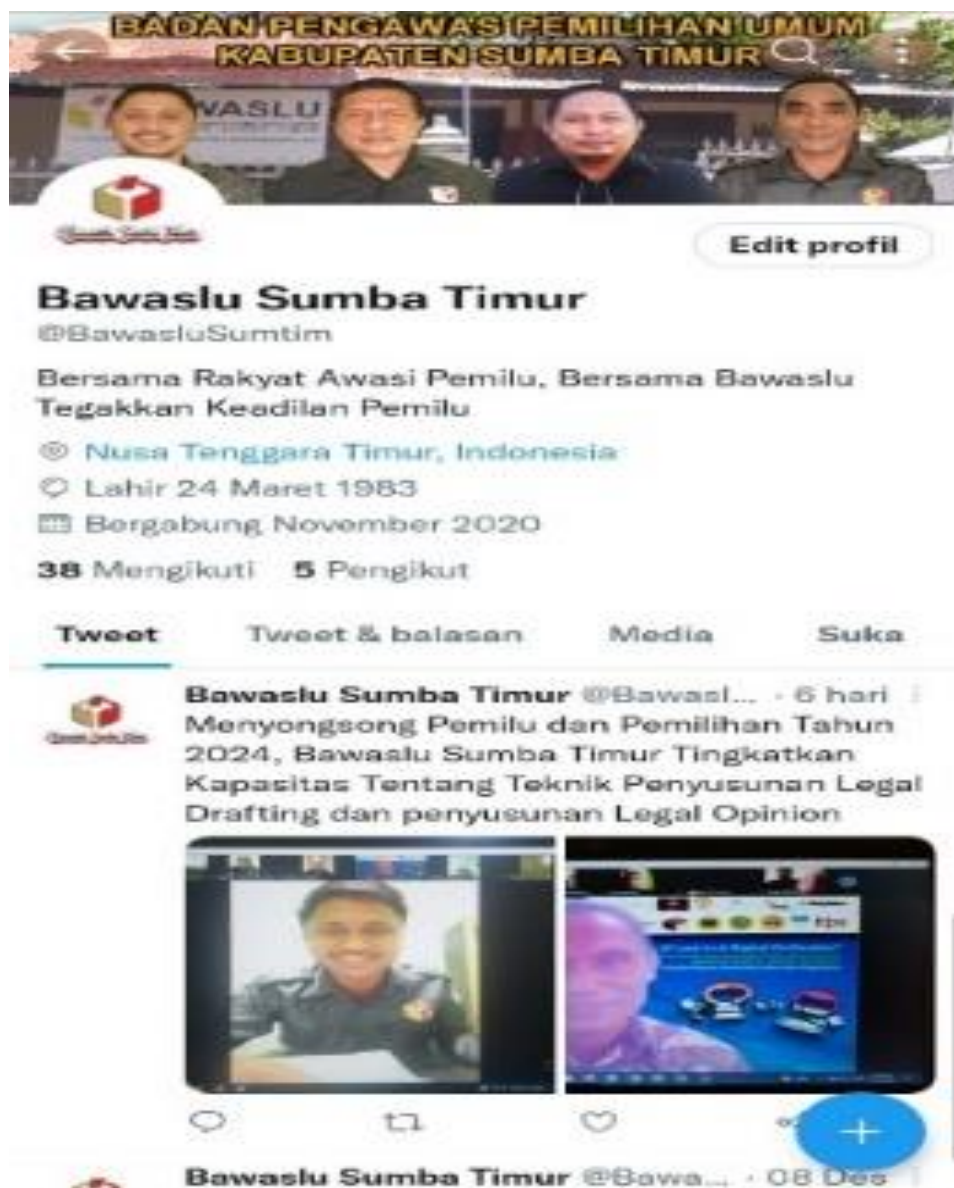 BADAN PENGAWAS PEMILIHAN UMUM
KABUPATEN SUMBA TIMUR
WASLU
Edit profil
Bawaslu Sumba Timur
@BawasluSumtim
Bersama Rakyat Awasi Pemilu, Bersama Bawaslu
Tegakkan Keadilan Pemilu
Nusa Tenggara Timur, Indonesia
Lahir 24 Maret 1983
Bergabung November 2020
38 Mengikuti 5 Pengikut
Tweet Tweet & balasan Media Suka
Bawaslu Sumba Timur @Bawasl... · 6 hari
Menyongsong Pemilu dan Pemilihan Tahun
2024, Bawaslu Sumba Timur Tingkatkan
Kapasitas Tentang Teknik Penyusunan Legal
Drafting dan penyusunan Legal Opinion
Bawaslu Sumba Timur @Bawa... · 08 Des